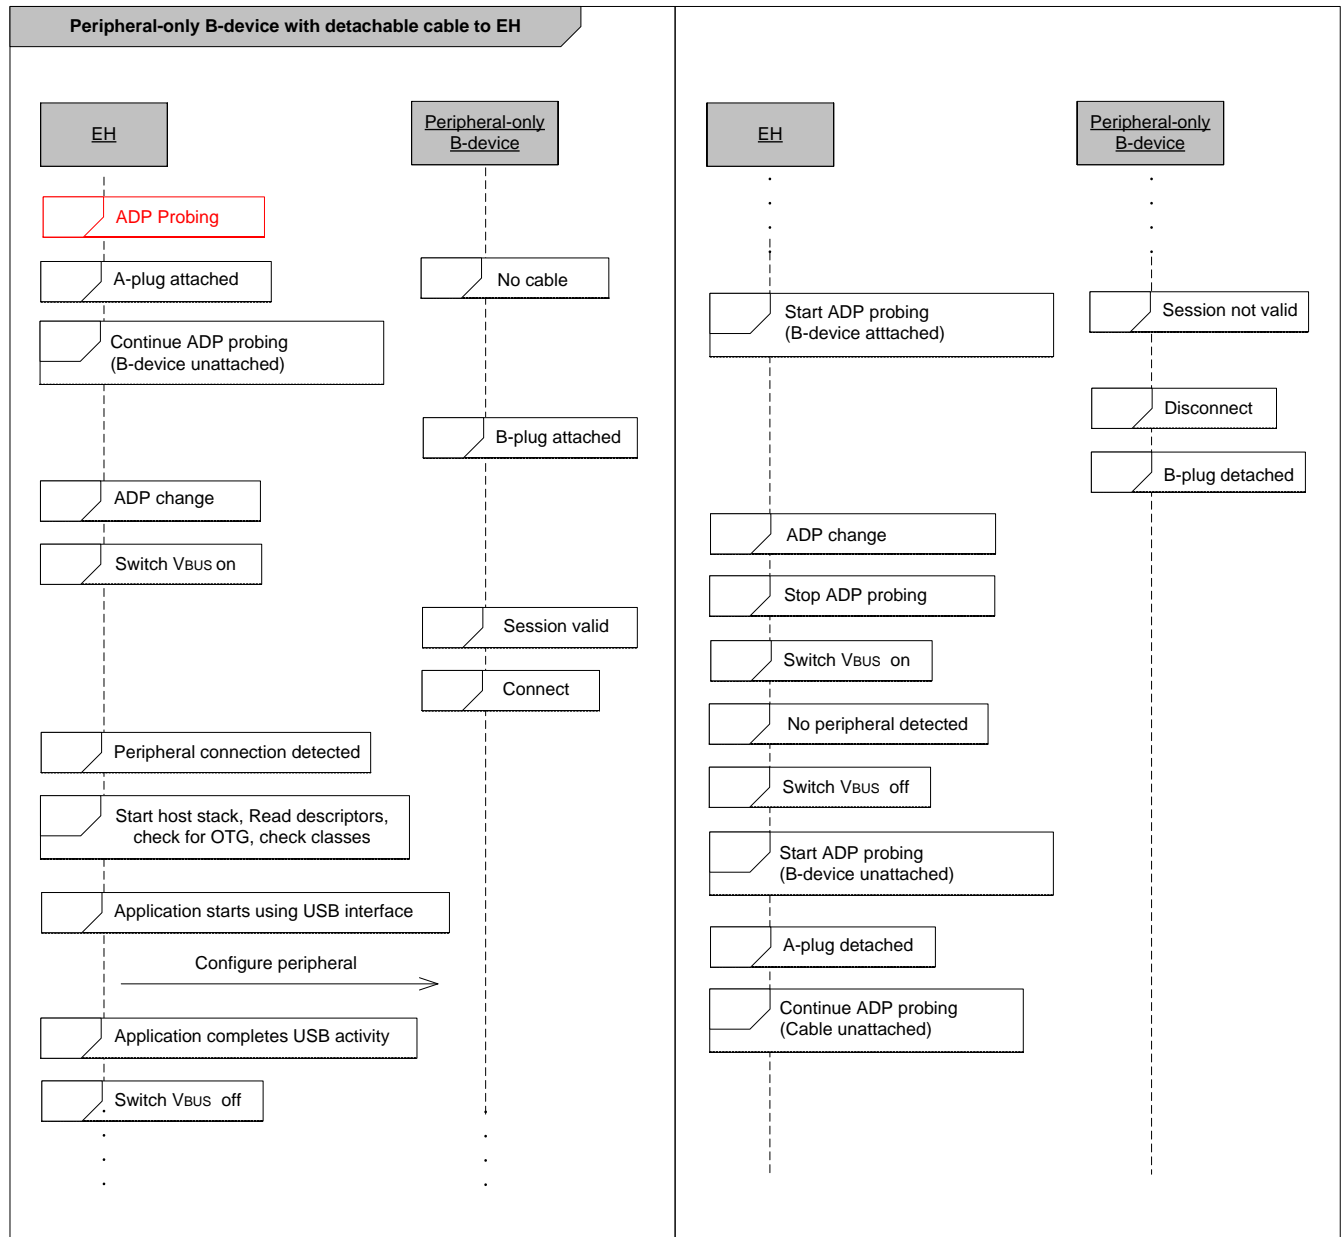 Peripheral-only B-device with detachable cable to EH
EH
Peripheral-only
B-device
ADP Probing
A-plug attached
No cable
Continue ADP probing
(B-device unattached)
B-plug attached
ADP change
Switch VBUS on
Session valid
Connect
Peripheral connection detected
Start host stack, Read descriptors,
check for OTG, check classes
Application starts using USB interface
Configure peripheral
Application completes USB activity
Switch VBUS off
EH
Peripheral-only
B-device
Start ADP probing
(B-device atttached)
Session not valid
Disconnect
B-plug detached
ADP change
Stop ADP probing
Switch VBUS on
No peripheral detected
Switch VBUS off
Start ADP probing
(B-device unattached)
A-plug detached
Continue ADP probing
(Cable unattached)